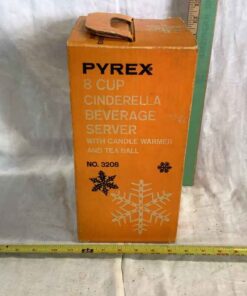 PYREX
8 CUP
CINDERELLA
BEVERAGE
SERVER
WITH CANDLE WARMER
AND TEA BALL
NO. 3208